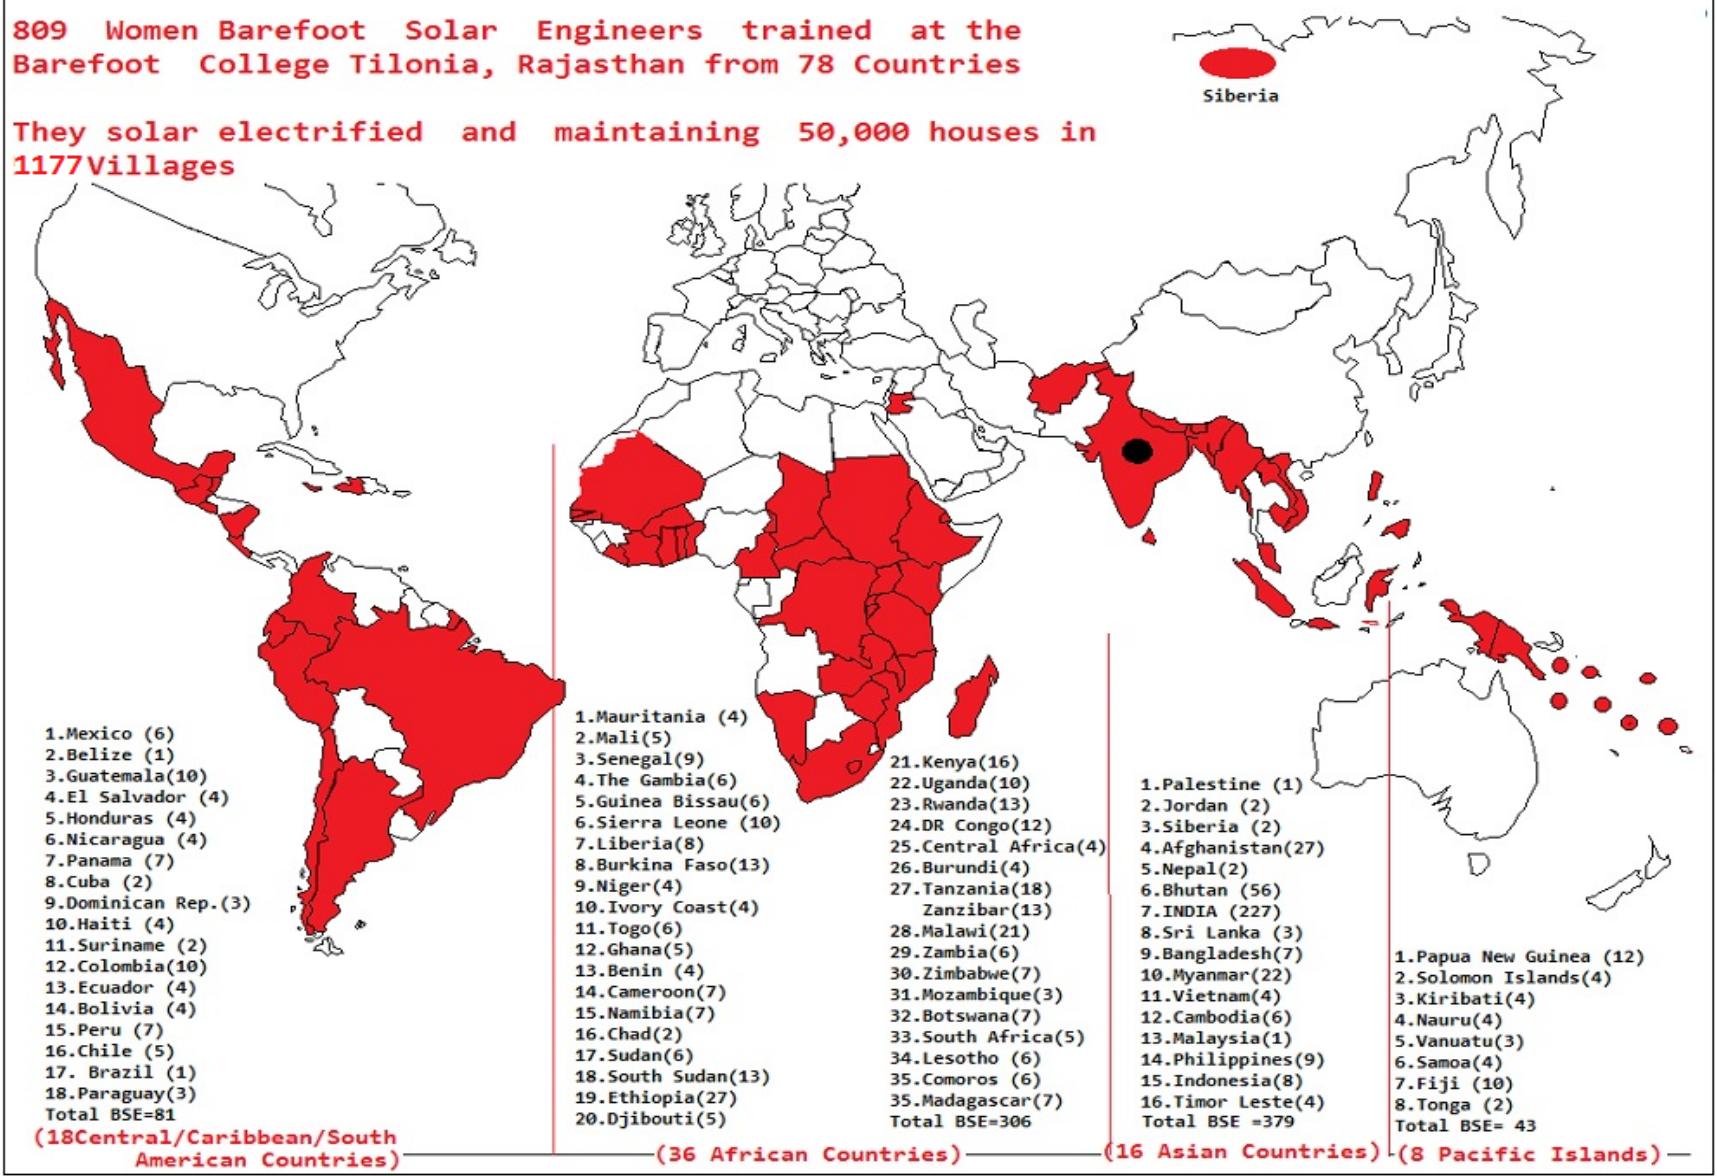 809 Women Barefoot Solar Engineers trained at the
Barefoot College Tilonia, Rajasthan from 78 Countries
They solar electrified and maintaining 50,000 houses in
1177Villages
Siberia
1.Mexico (6)
2.Belize (1)
3.Guatemala(10)
4.El Salvador (4)
5.Honduras (4)
6.Nicaragua (4)
7.Panama (7)
8.Cuba (2)
9.Dominican Rep.(3)
10.Haiti (4)
11.Suriname (2)
12.Colombia(10)
13.Ecuador (4)
14.Bolivia (4)
15.Peru (7)
16.Chile (5)
17. Brazil (1)
18.Paraguay(3)
Total BSE=81
(18Central/Caribbean/South
American Countries)
1.Mauritania (4)
2.Mali(5)
3.Senegal(9)
4.The Gambia(6)
5.Guinea Bissau(6)
6.Sierra Leone (10)
7.Liberia(8)
8.Burkina Faso(13)
9.Niger(4)
10.Ivory Coast(4)
11.Togo(6)
12.Ghana(5)
13.Benin (4)
14.Cameroon(7)
15.Namibia(7)
16.Chad(2)
17.Sudan(6)
18.South Sudan(13)
19.Ethiopia(27)
20.Djibouti(5)
21.Kenya(16)
22.Uganda(10)
23.Rwanda(13)
24.DR Congo(12)
25.Central Africa(4)
26.Burundi(4)
27.Tanzania(18)
Zanzibar(13)
28.Malawi(21)
29.Zambia(6)
30.Zimbabwe(7)
31.Mozambique(3)
32.Botswana(7)
33.South Africa(5)
34.Lesotho (6)
35.Comoros (6)
35.Madagascar(7)
Total BSE=306
(36 African Countries)
1.Palestine (1)
2.Jordan (2)
3.Siberia (2)
4.Afghanistan(27)
5.Nepal(2)
6.Bhutan (56)
7.INDIA (227)
8.Sri Lanka (3)
9.Bangladesh(7)
10.Myanmar(22)
11.Vietnam(4)
12.Cambodia(6)
13.Malaysia(1)
14.Philippines(9)
15.Indonesia(8)
16.Timor Leste(4)
Total BSE =379
(16 Asian Countries)
1.Papua New Guinea (12)
2.Solomon Islands(4)
3.Kiribati(4)
4.Nauru(4)
5.Vanuatu(3)
6.Samoa(4)
7.Fiji (10)
8.Tonga (2)
Total BSE= 43
(8 Pacific Islands)